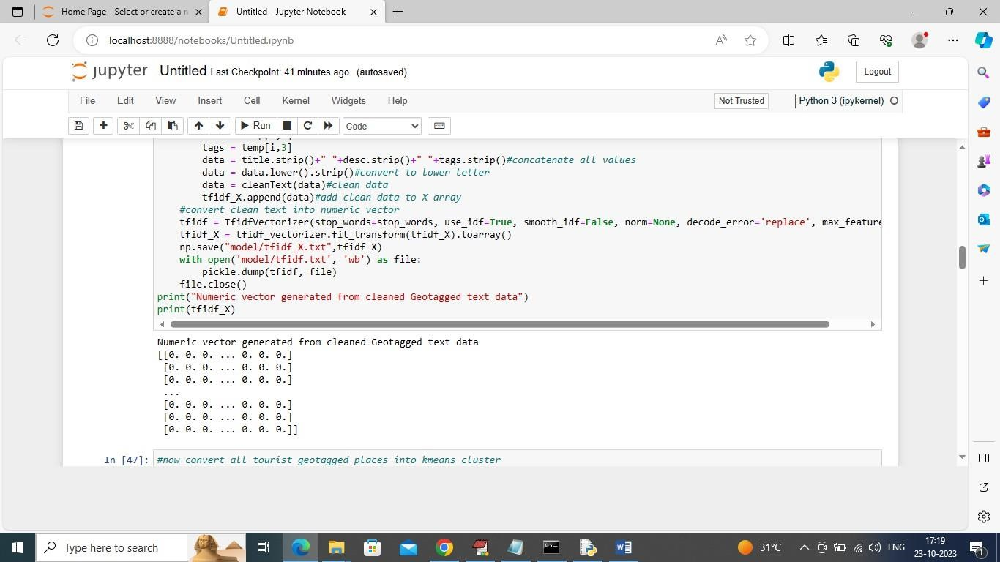 Home Page - Select or create a n
Untitled - Jupyter Notebook
localhost:8888/notebooks/Untitled.ipynb
jupyter Untitled Last Checkpoint: 41 minutes ago (autosaved)
Logout
File Edit View Insert Cell Kernel Widgets Help
Not Trusted
Python 3 (ipykernel)
Run
Code
tags = temp[i,3]
data = title.strip()+" "+desc.strip()+" "+tags.strip()#concatenate all values
data = data.lower().strip()#convert to lower letter
data = cleanText(data)#clean data
tfidf_X.append(data)#add clean data to X array
#convert clean text into numeric vector
tfidf = TfidfVectorizer(stop_words=stop_words, use_idf=True, smooth_idf=False, norm=None, decode_error='replace', max_feature
tfidf_X = tfidf_vectorizer.fit_transform(tfidf_X).toarray()
np.save("model/tfidf_X.txt",tfidf_X)
with open('model/tfidf.txt', 'wb') as file:
pickle.dump(tfidf, file)
file.close()
print("Numeric vector generated from cleaned Geotagged text data")
print(tfidf_X)
Numeric vector generated from cleaned Geotagged text data
[[0. 0. 0. ... 0. 0. 0.]
[0. 0. 0. ... 0. 0. 0.]
[0. 0. 0. ... 0. 0. 0.]
...
[0. 0. 0. ... 0. 0. 0.]
[0. 0. 0. ... 0. 0. 0.]
[0. 0. 0. ... 0. 0. 0.]]
In [47]: #now convert all tourist geotagged places into kmeans cluster
Type here to search
31°C
ENG
17:19
23-10-2023
1